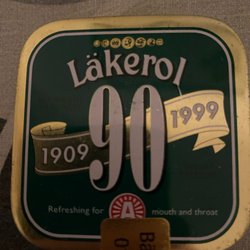 Läkerol
90
1909 1999
Refreshing for A mouth and throat